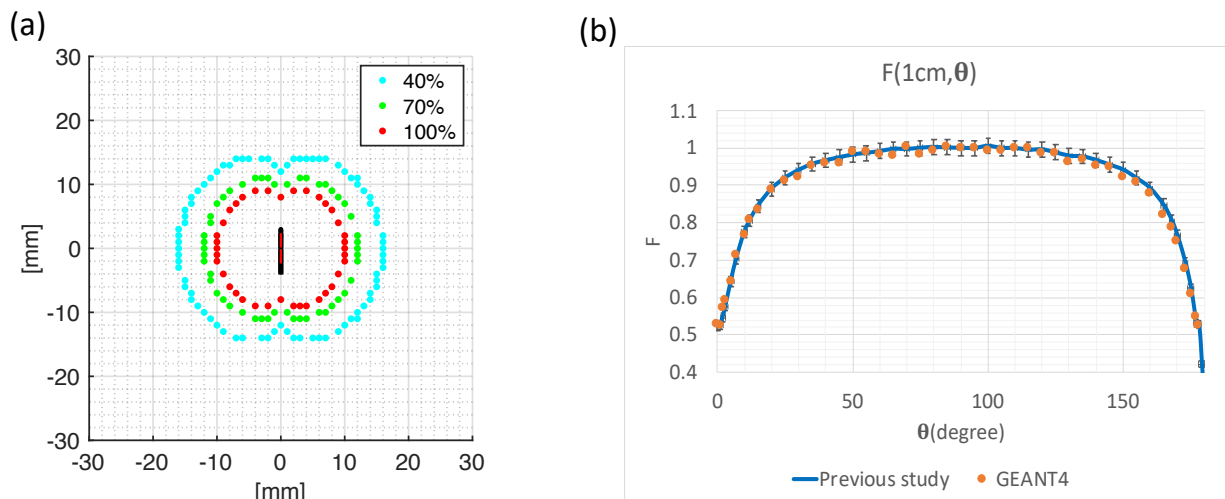 (a)
30
20
10
0
-10
-20
-30
[mm]
-30 -20 -10 0 10 20 30
[mm]
40%
70%
100%
(b)
F(1cm,θ)
1.1
1
0.9
0.8
0.7
0.6
0.5
0.4
F
0 50 100 150
θ(degree)
Previous study GEANT4